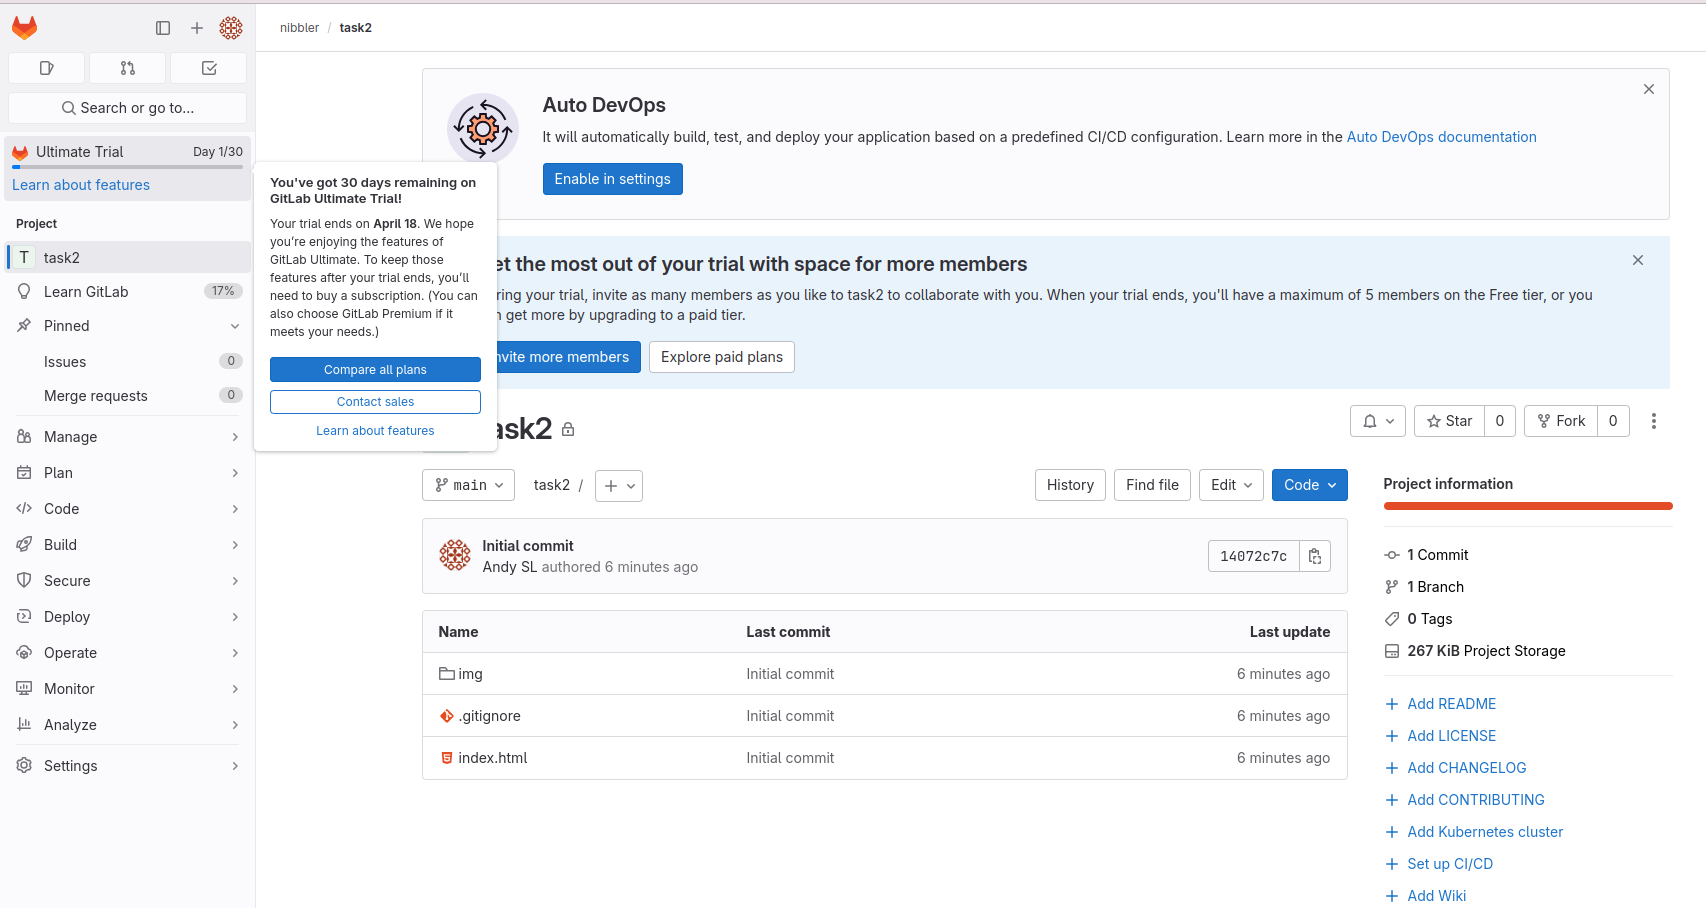 nibbler / task2
Search or go to...
Ultimate Trial Day 1/30
Learn about features
Project
T task2
Learn GitLab 17%
Pinned
Issues 0
Merge requests 0
Manage
Plan
Code
Build
Secure
Deploy
Operate
Monitor
Analyze
Settings
Auto DevOps
It will automatically build, test, and deploy your application based on a predefined CI/CD configuration. Learn more in the Auto DevOps documentation
Enable in settings
You've got 30 days remaining on
GitLab Ultimate Trial!
Your trial ends on April 18. We hope
you're enjoying the features of
GitLab Ultimate. To keep those
features after your trial ends, you'll
need to buy a subscription. (You can
also choose GitLab Premium if it
meets your needs.)
Compare all plans
Contact sales
Learn about features
et the most out of your trial with space for more members
ring your trial, invite as many members as you like to task2 to collaborate with you. When your trial ends, you'll have a maximum of 5 members on the Free tier, or you
n get more by upgrading to a paid tier.
nvite more members Explore paid plans
ask2
Star 0 Fork 0
main task2 /
History Find file Edit Code
Initial commit
Andy SL authored 6 minutes ago
14072c7c
Name Last commit Last update
img Initial commit 6 minutes ago
.gitignore Initial commit 6 minutes ago
index.html Initial commit 6 minutes ago
Project information
1 Commit
1 Branch
0 Tags
267 KiB Project Storage
Add README
Add LICENSE
Add CHANGELOG
Add CONTRIBUTING
Add Kubernetes cluster
Set up CI/CD
Add Wiki